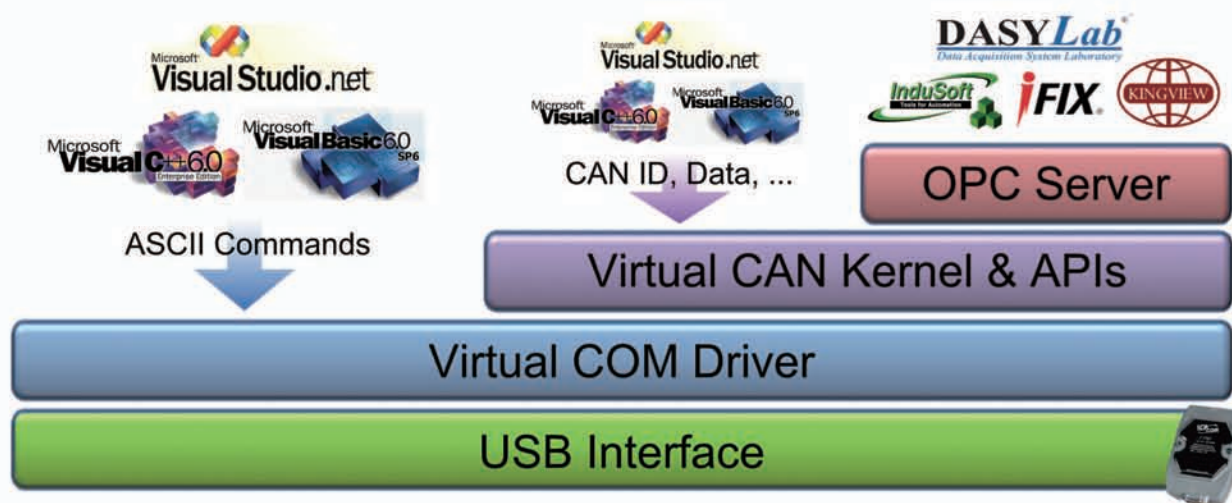 Microsoft
Visual Studio.net
Microsoft
Visual C++6.0
Enterprise Edition
Microsoft
Visual Basic 6.0
SP6
ASCII Commands
Microsoft
Visual Studio.net
Microsoft
Visual C++6.0
Enterprise Edition
Microsoft
Visual Basic 6.0
SP6
CAN ID, Data, ...
DASYLab
Data Acquisition System Laboratory
InduSoft
Tools for Automation
iFIX.
KINGVIEW
OPC Server
Virtual CAN Kernel & APIs
Virtual COM Driver
USB Interface